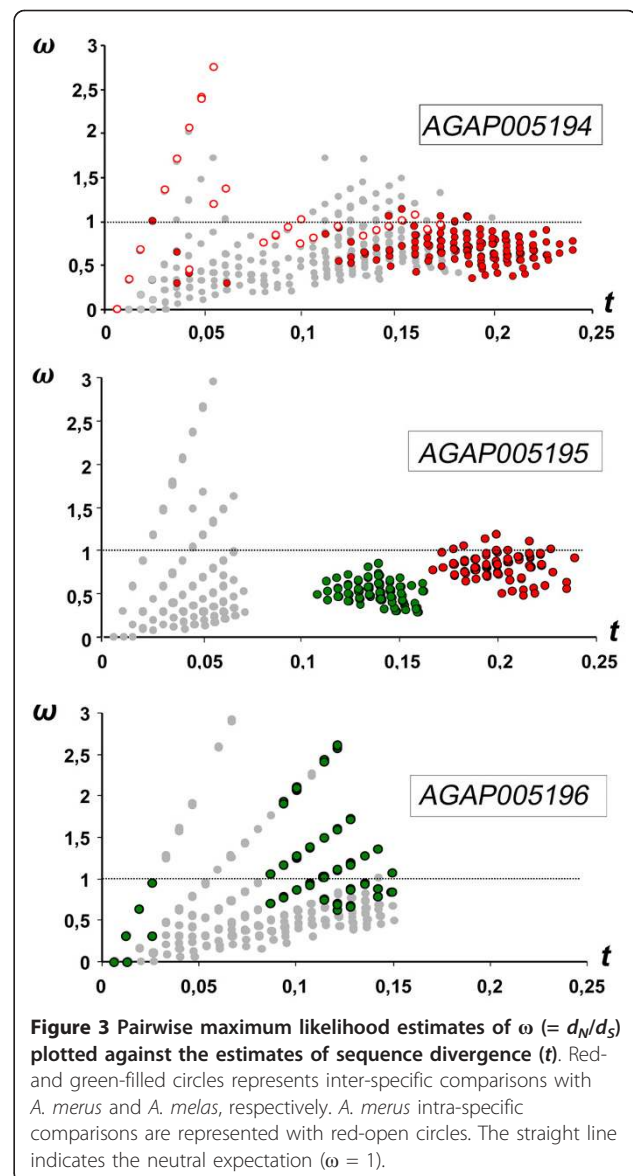 ω
3
2,5
2
1,5
1
0,5
0
AGAP005194
0 0,05 0,1 0,15 0,2 0,25
t
ω
3
2,5
2
1,5
1
0,5
0
AGAP005195
0 0,05 0,1 0,15 0,2 0,25
t
ω
3
2,5
2
1,5
1
0,5
0
AGAP005196
0 0,05 0,1 0,15 0,2 0,25
t
Figure 3 Pairwise maximum likelihood estimates of ω (= dN/dS)
plotted against the estimates of sequence divergence (t). Red-
and green-filled circles represents inter-specific comparisons with
A. merus and A. melas, respectively. A. merus intra-specific
comparisons are represented with red-open circles. The straight line
indicates the neutral expectation (ω = 1).